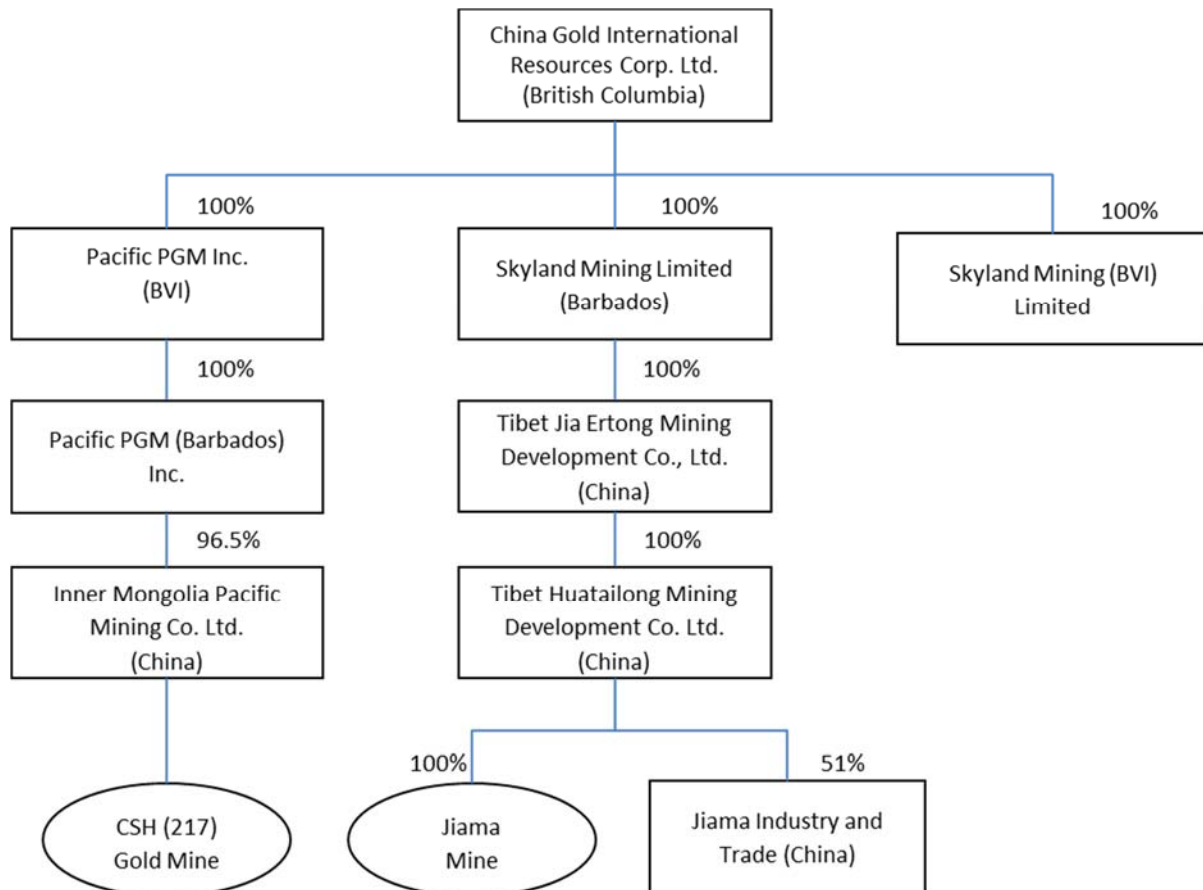 China Gold International
Resources Corp. Ltd.
(British Columbia)
100%
100%
100%
Pacific PGM Inc.
(BVI)
Skyland Mining Limited
(Barbados)
Skyland Mining (BVI)
Limited
100%
100%
Pacific PGM (Barbados)
Inc.
Tibet Jia Ertong Mining
Development Co., Ltd.
(China)
96.5%
100%
Inner Mongolia Pacific
Mining Co. Ltd.
(China)
Tibet Huatailong Mining
Development Co. Ltd.
(China)
100%
51%
CSH (217)
Gold Mine
Jiama
Mine
Jiama Industry and
Trade (China)